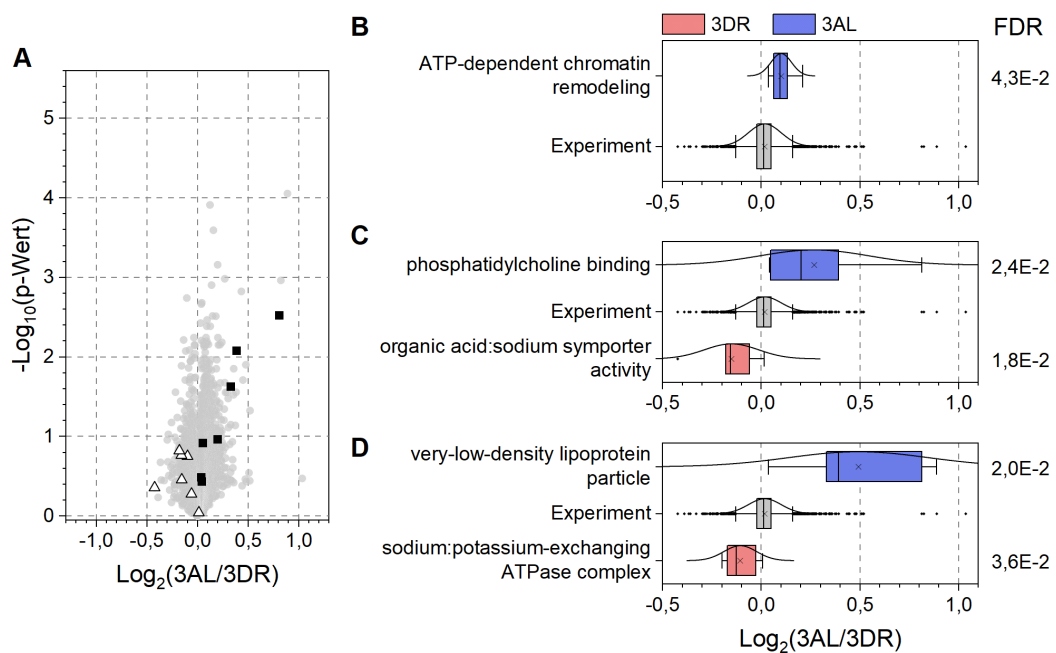 A
-Log10(p-Wert)
5
4
3
2
1
0
-1,0 -0,5 0,0 0,5 1,0
Log2(3AL/3DR)
B
3DR 3AL FDR
ATP-dependent chromatin
remodeling
4,3E-2
Experiment
-0,5 0,0 0,5 1,0
C
phosphatidylcholine binding
2,4E-2
Experiment
organic acid:sodium symporter
activity
1,8E-2
-0,5 0,0 0,5 1,0
D
very-low-density lipoprotein
particle
2,0E-2
Experiment
sodium:potassium-exchanging
ATPase complex
3,6E-2
-0,5 0,0 0,5 1,0
Log2(3AL/3DR)